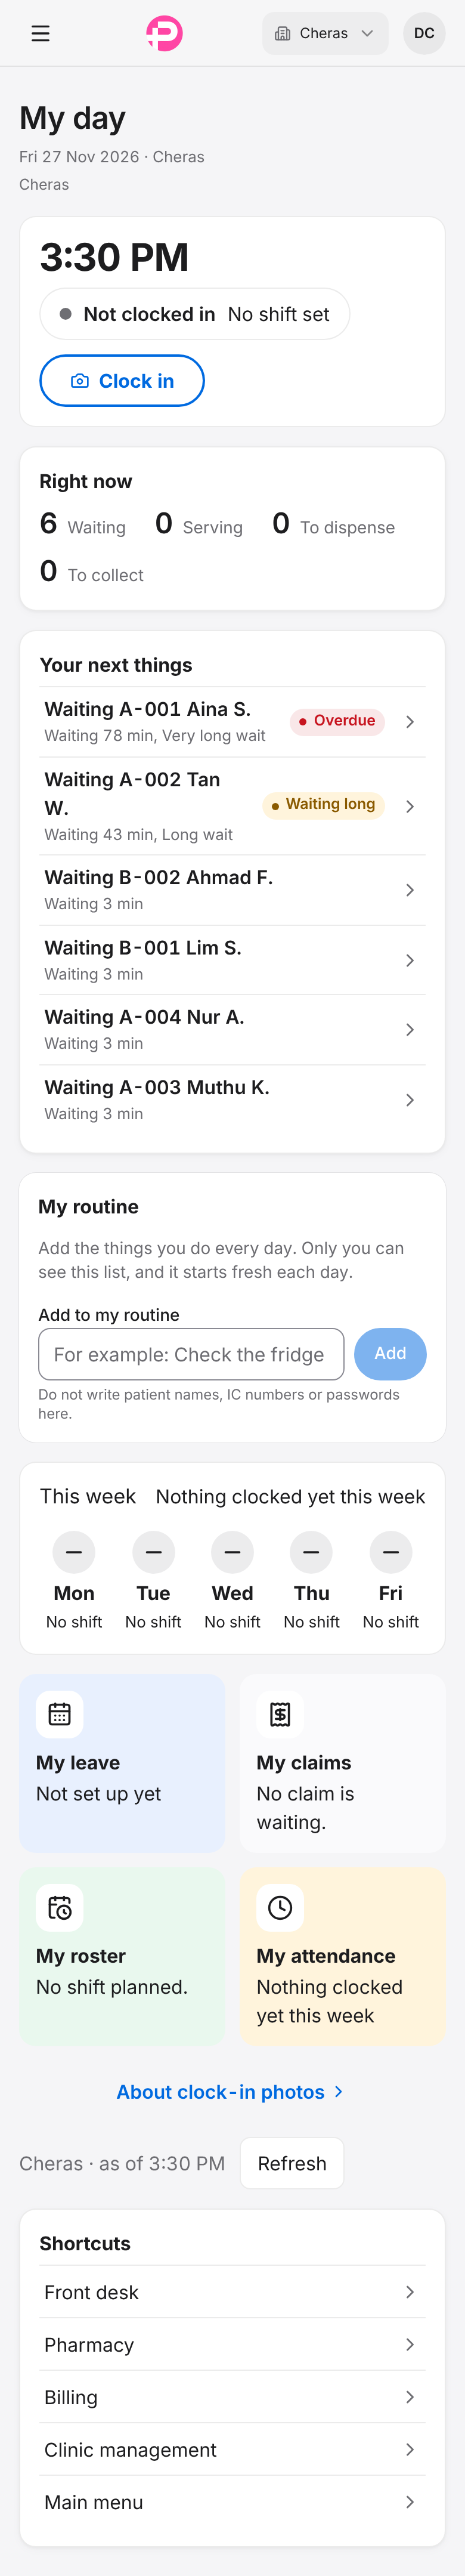 Cheras
DC
My day
Fri 27 Nov 2026 · Cheras
Cheras
3:30 PM
Not clocked in No shift set
Clock in
Right now
6 Waiting 0 Serving 0 To dispense
0 To collect
Your next things
Waiting A-001 Aina S.
Waiting 78 min, Very long wait
Overdue
Waiting A-002 Tan
W.
Waiting 43 min, Long wait
Waiting long
Waiting B-002 Ahmad F.
Waiting 3 min
Waiting B-001 Lim S.
Waiting 3 min
Waiting A-004 Nur A.
Waiting 3 min
Waiting A-003 Muthu K.
Waiting 3 min
My routine
Add the things you do every day. Only you can
see this list, and it starts fresh each day.
Add to my routine
For example: Check the fridge
Add
Do not write patient names, IC numbers or passwords
here.
This week Nothing clocked yet this week
Mon Tue Wed Thu Fri
No shift No shift No shift No shift No shift
My leave
Not set up yet
My claims
No claim is
waiting.
My roster
No shift planned.
My attendance
Nothing clocked
yet this week
About clock-in photos
Cheras · as of 3:30 PM
Refresh
Shortcuts
Front desk
Pharmacy
Billing
Clinic management
Main menu